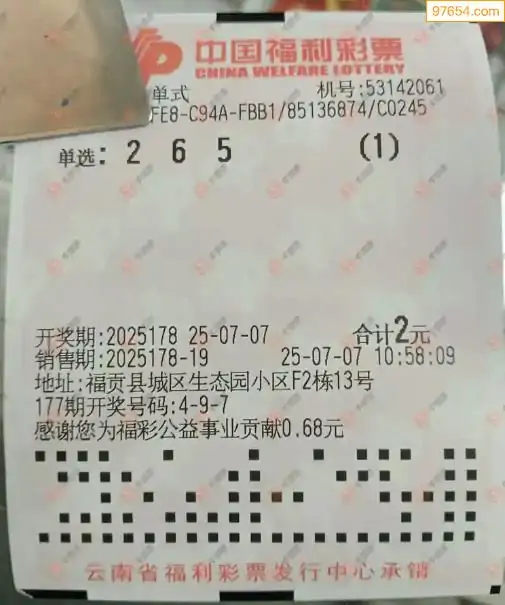 97654.com
中国福利彩票
CHINA WELFARE LOTTERY
单式 机号:53142061
FE8-C94A-FBB1/85136874/C0245
单选: 2 6 5 (1)
开奖期:2025178 25-07-07 合计2元
销售期:2025178-19 25-07-07 10:58:09
地址:福贡县城区生态园小区F2栋13号
177期开奖号码:4-9-7
感谢您为福彩公益事业贡献0.68元
云南省福利彩票发行中心承销